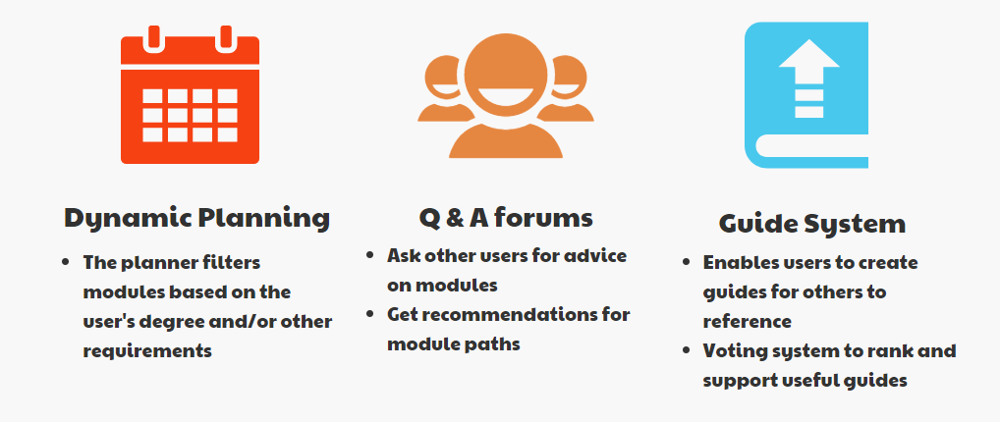 Dynamic Planning
• The planner filters
modules based on the
user's degree and/or other
requirements
Q & A forums
• Ask other users for advice
on modules
• Get recommendations for
module paths
Guide System
• Enables users to create
guides for others to
reference
• Voting system to rank and
support useful guides